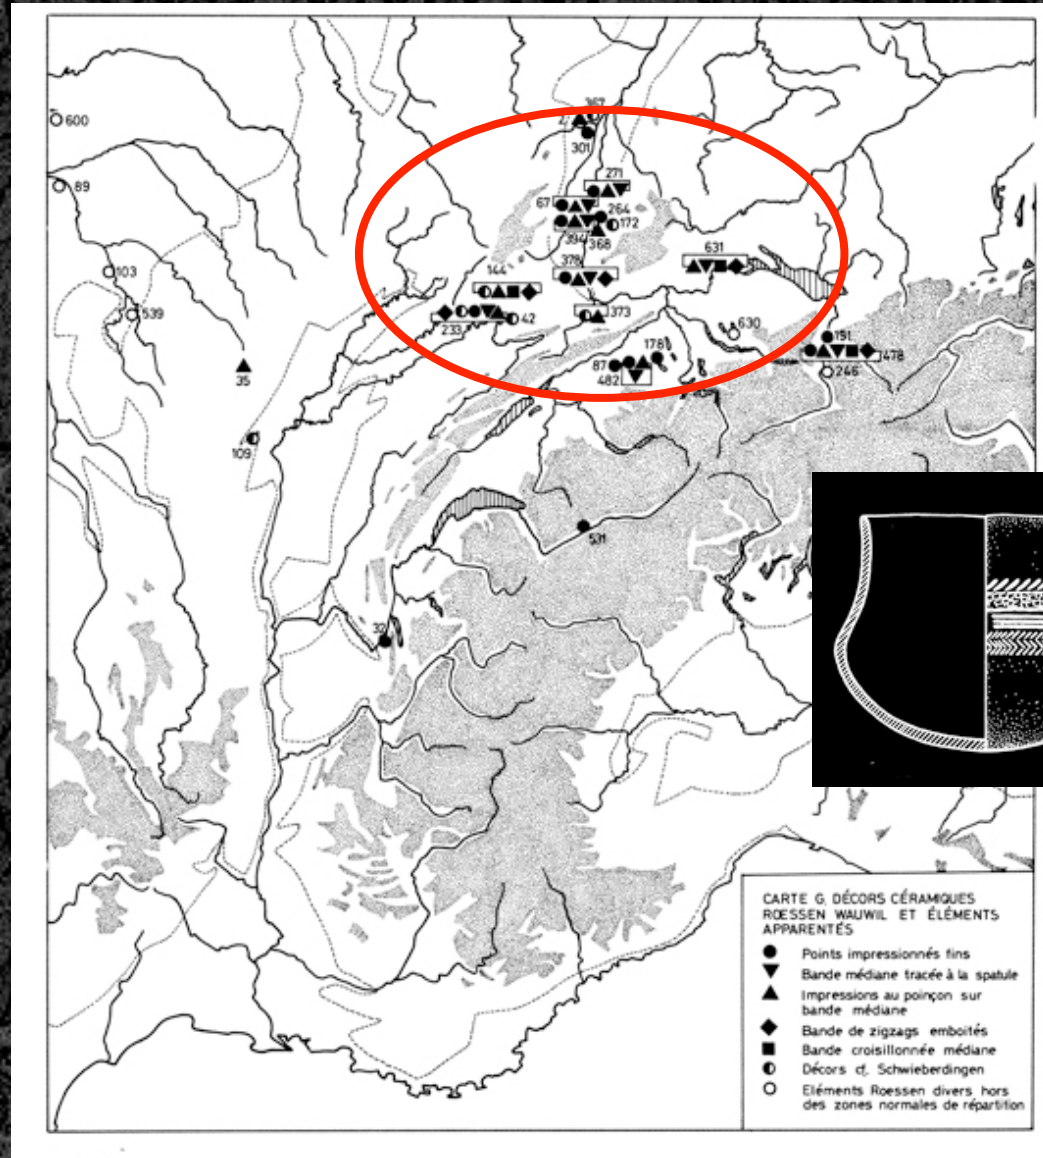 367
600
301
271
89
67
264
172
394
368
631
103
378
144
539
42
373
233
630
191
178
87
35
478
482
246
109
531
32
CARTE G. DÉCORS CÉRAMIQUES
ROESSEN WAUWIL ET ÉLÉMENTS
APPARENTÉS
Points impressionnés fins
Bande médiane tracée à la spatule
Impressions au poinçon sur
bande médiane
Bande de zigzags emboités
Bande croisillonnée médiane
Décors cf. Schwieberdingen
Eléments Roessen divers hors
des zones normales de répartition